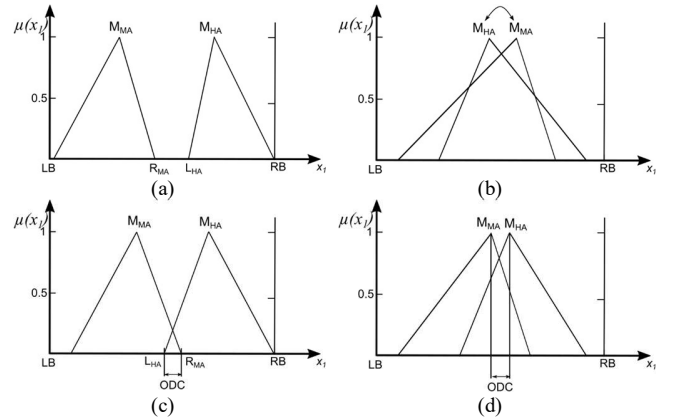 μ(x₁)
M_MA
M_HA
1
0.5
LB
R_MA
L_HA
RB
x₁
(a)
μ(x₁)
M_HA
M_MA
1
0.5
LB
RB
x₁
(b)
μ(x₁)
M_MA
M_HA
1
0.5
LB
L_HA
R_MA
RB
x₁
ODC
(c)
μ(x₁)
M_MA
M_HA
1
0.5
LB
RB
x₁
ODC
(d)